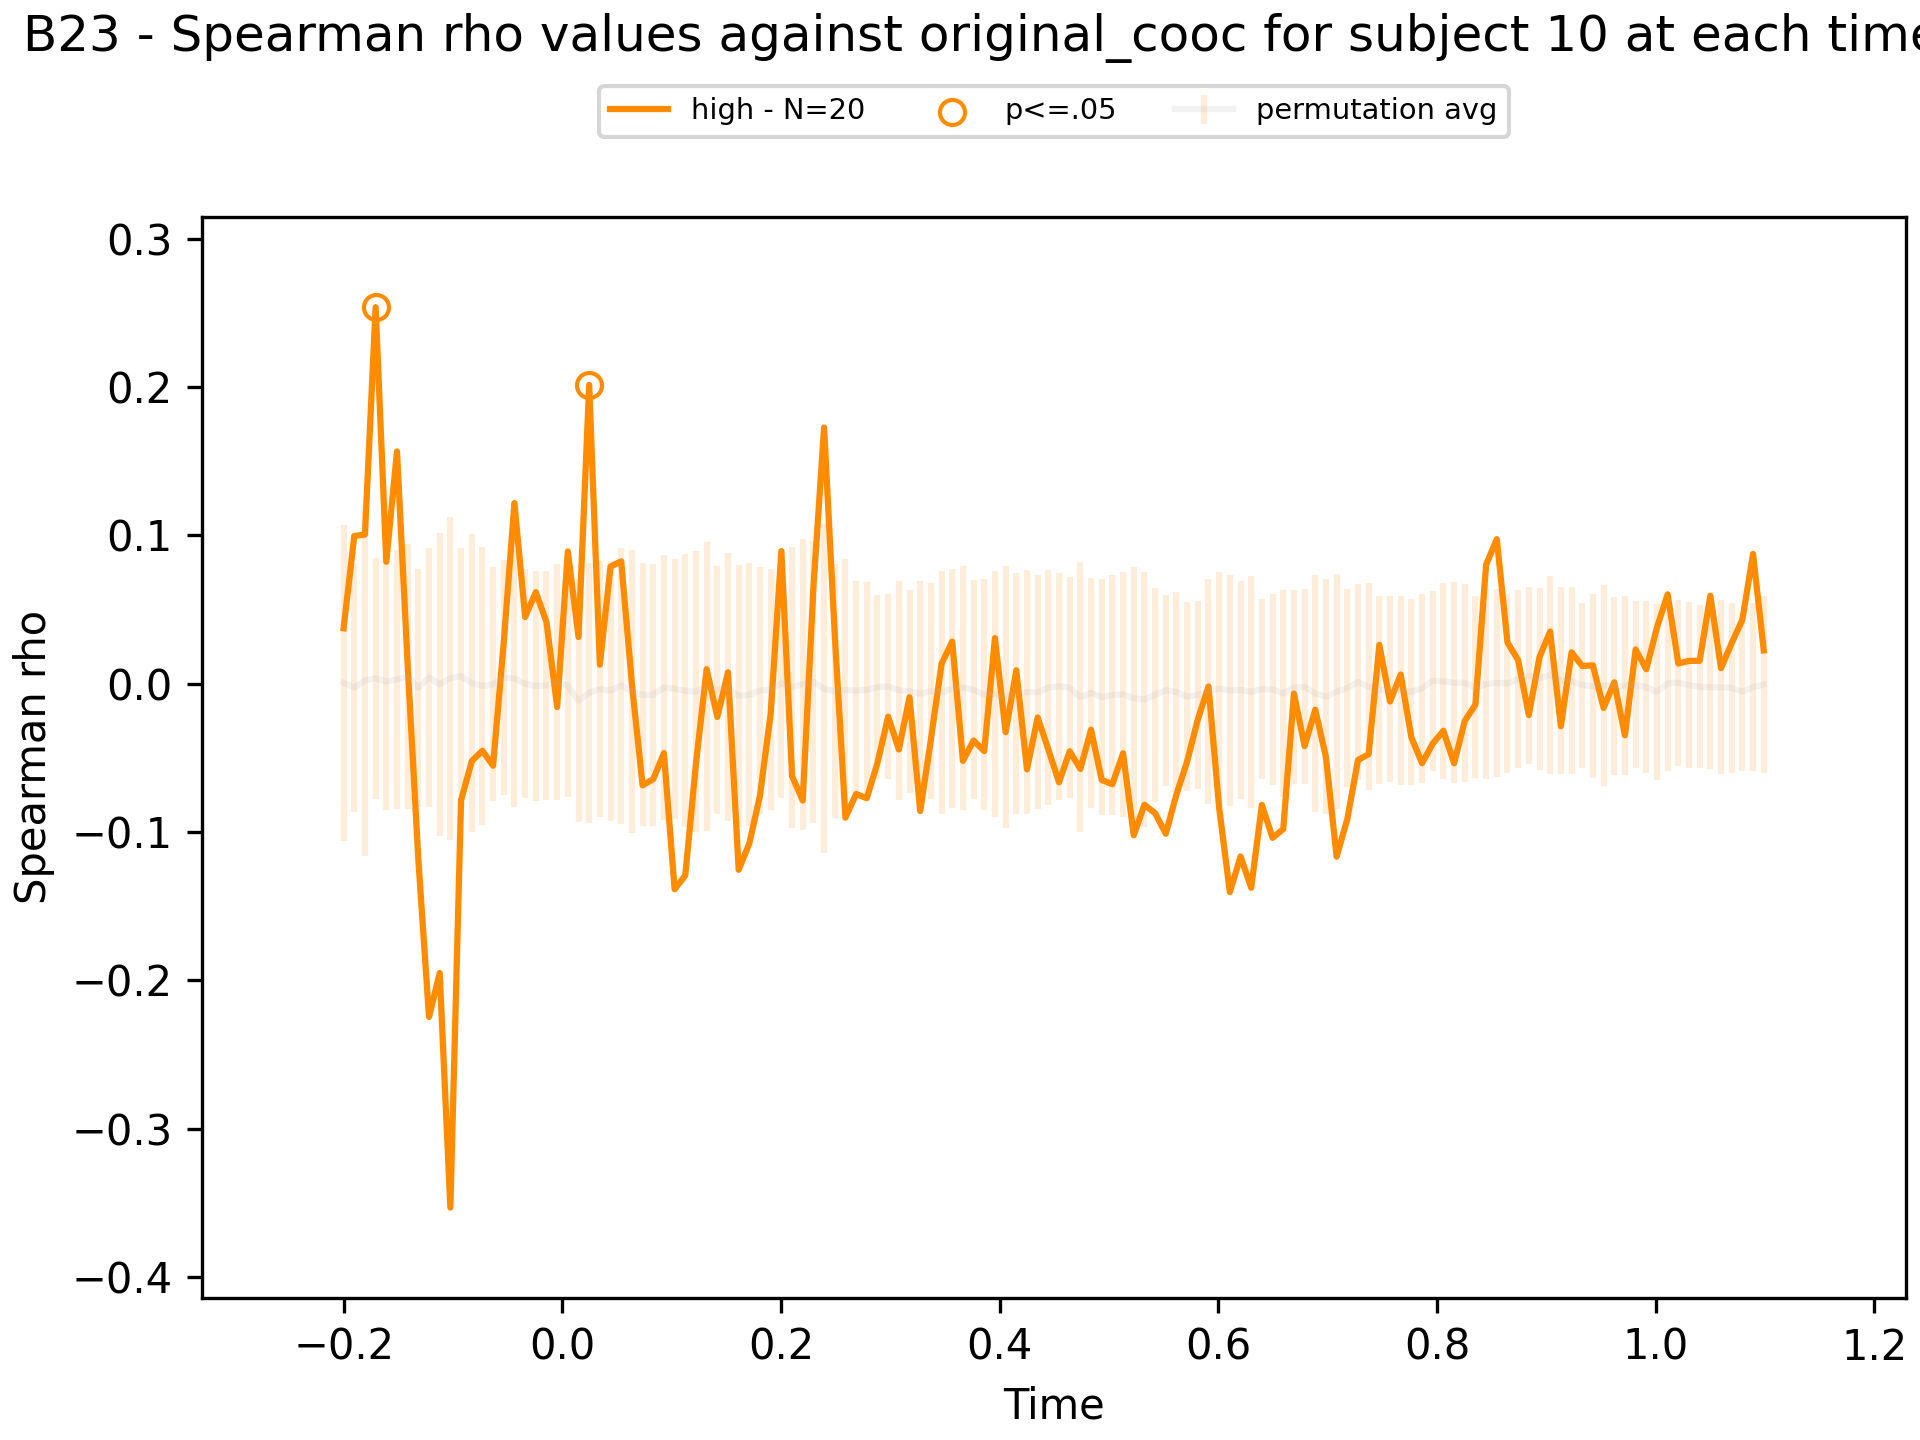 B23 - Spearman rho values against original_cooc for subject 10 at each time
high - N=20 p<=.05 permutation avg
0.3
0.2
0.1
0.0
−0.1
−0.2
−0.3
−0.4
Spearman rho
−0.2 0.0 0.2 0.4 0.6 0.8 1.0 1.2
Time